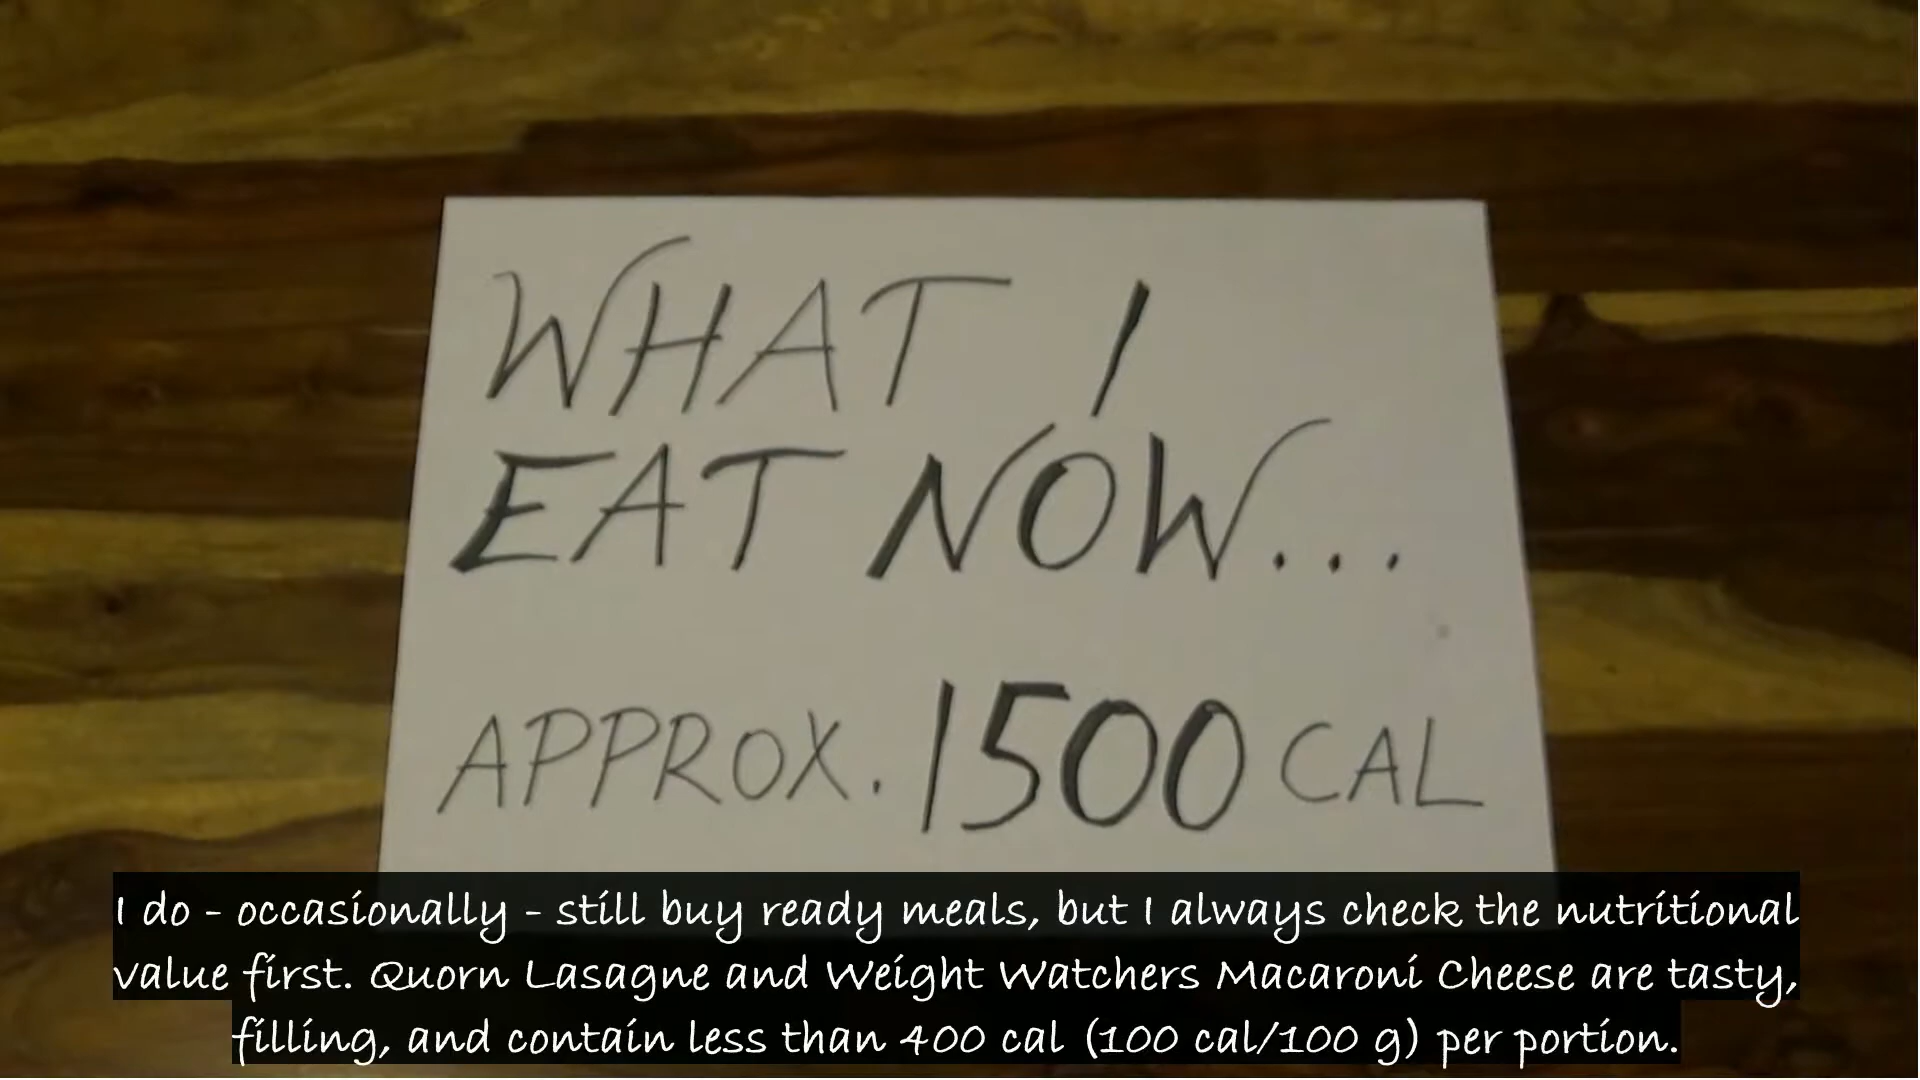 WHAT I
EAT NOW...
APPROX. 1500 CAL
I do - occasionally - still buy ready meals, but I always check the nutritional
value first. Quorn Lasagne and Weight Watchers Macaroni Cheese are tasty,
filling, and contain less than 400 cal (100 cal/100 g) per portion.